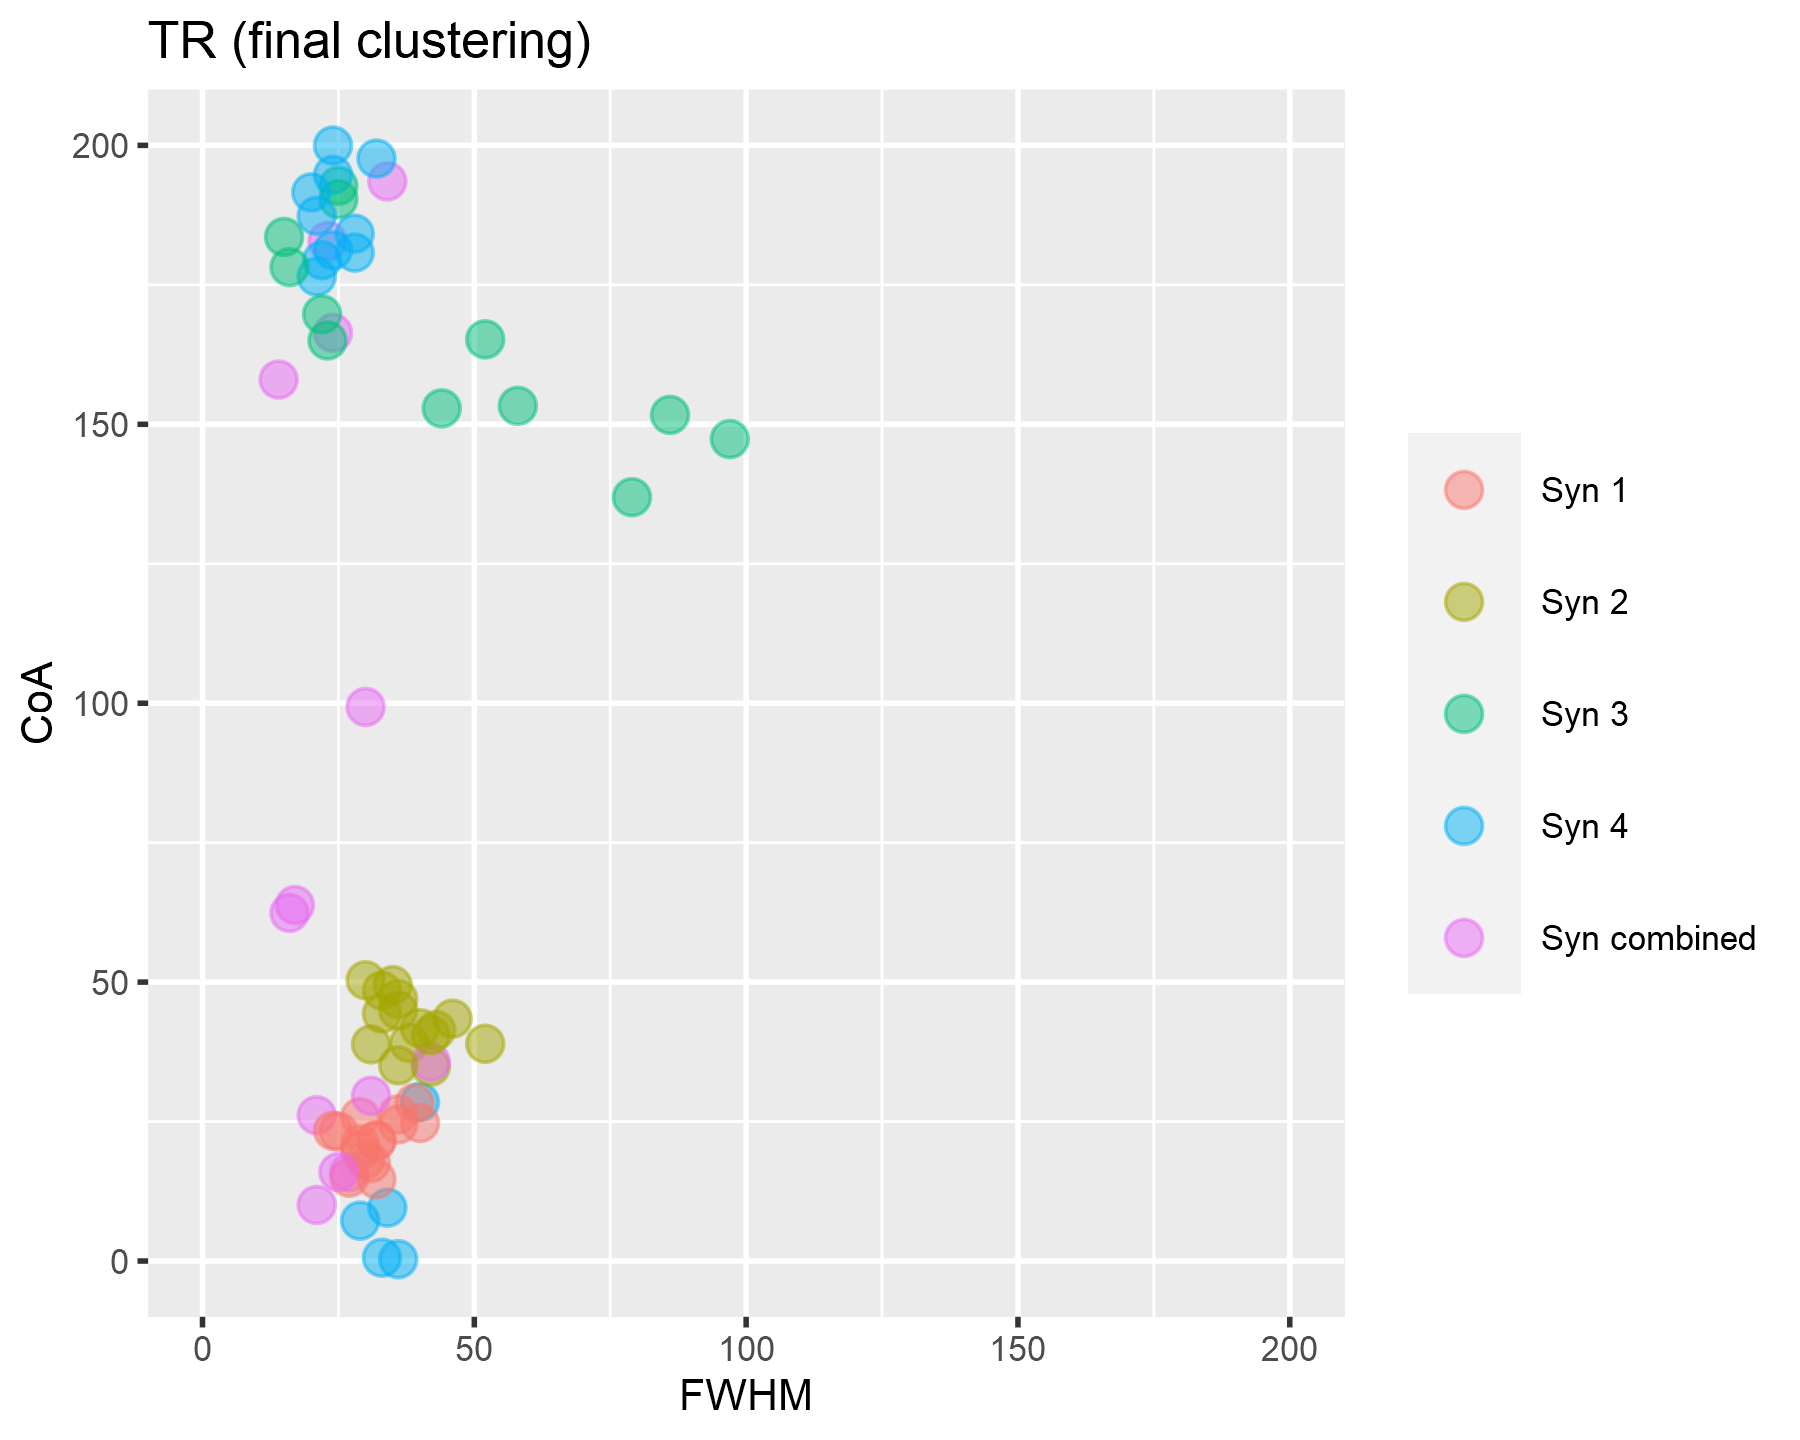 TR (final clustering)
200
150
100
50
0
CoA
0 50 100 150 200
FWHM
Syn 1
Syn 2
Syn 3
Syn 4
Syn combined